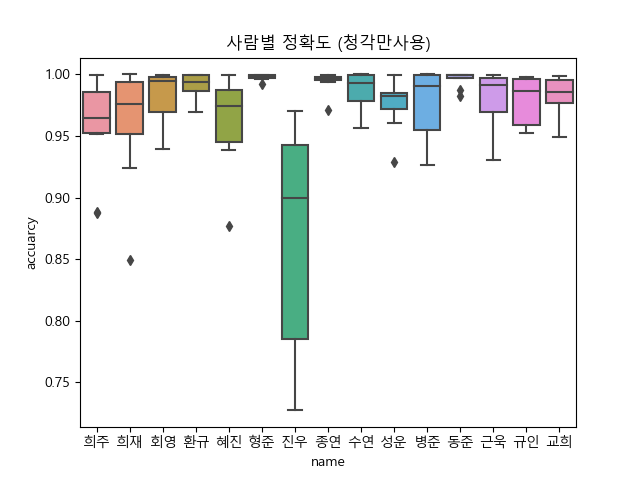 사람별 정확도 (청각만사용)
1.00
0.95
0.90
0.85
0.80
0.75
accuarcy
희주 희재 회영 환규 혜진 형준 진우 종연 수연 성운 병준 동준 근욱 규인 교희
name